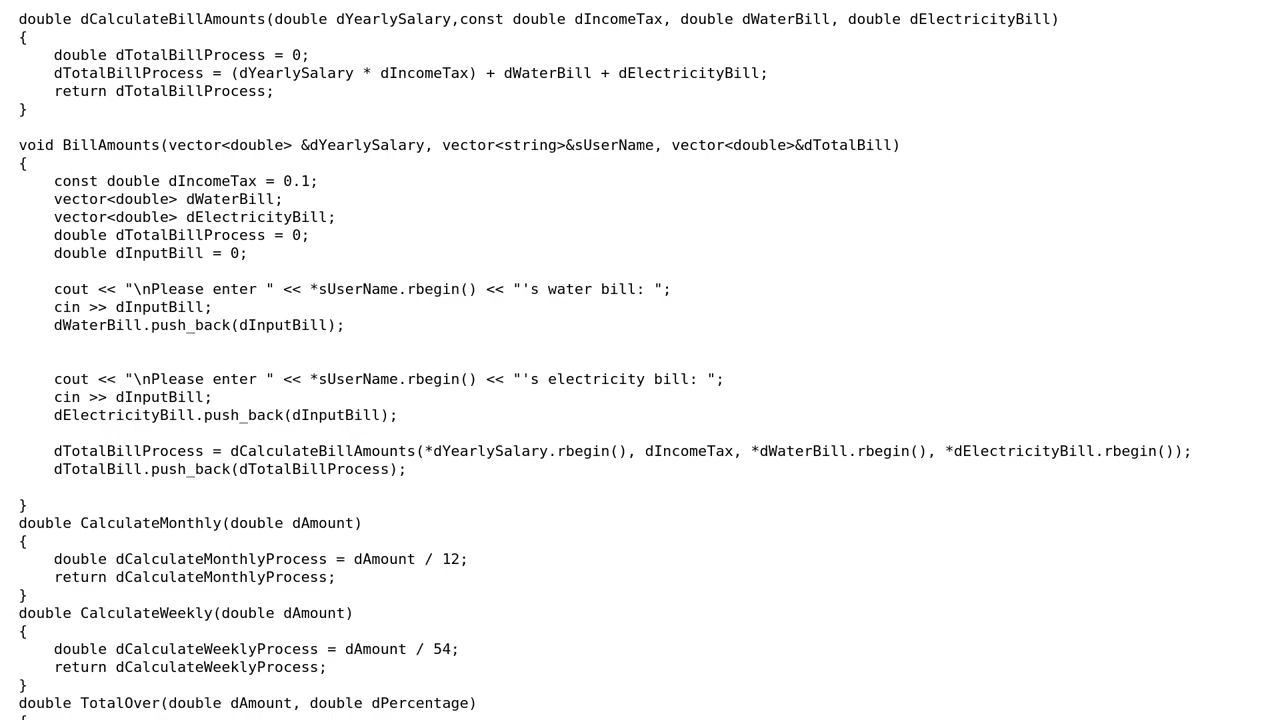 double dCalculateBillAmounts(double dYearlySalary,const double dIncomeTax, double dWaterBill, double dElectricityBill)
{
    double dTotalBillProcess = 0;
    dTotalBillProcess = (dYearlySalary * dIncomeTax) + dWaterBill + dElectricityBill;
    return dTotalBillProcess;
}

void BillAmounts(vector<double> &dYearlySalary, vector<string>&sUserName, vector<double>&dTotalBill)
{
    const double dIncomeTax = 0.1;
    vector<double> dWaterBill;
    vector<double> dElectricityBill;
    double dTotalBillProcess = 0;
    double dInputBill = 0;

    cout << "\nPlease enter " << *sUserName.rbegin() << "'s water bill: ";
    cin >> dInputBill;
    dWaterBill.push_back(dInputBill);


    cout << "\nPlease enter " << *sUserName.rbegin() << "'s electricity bill: ";
    cin >> dInputBill;
    dElectricityBill.push_back(dInputBill);

    dTotalBillProcess = dCalculateBillAmounts(*dYearlySalary.rbegin(), dIncomeTax, *dWaterBill.rbegin(), *dElectricityBill.rbegin());
    dTotalBill.push_back(dTotalBillProcess);

}
double CalculateMonthly(double dAmount)
{
    double dCalculateMonthlyProcess = dAmount / 12;
    return dCalculateMonthlyProcess;
}
double CalculateWeekly(double dAmount)
{
    double dCalculateWeeklyProcess = dAmount / 54;
    return dCalculateWeeklyProcess;
}
double TotalOver(double dAmount, double dPercentage)
{